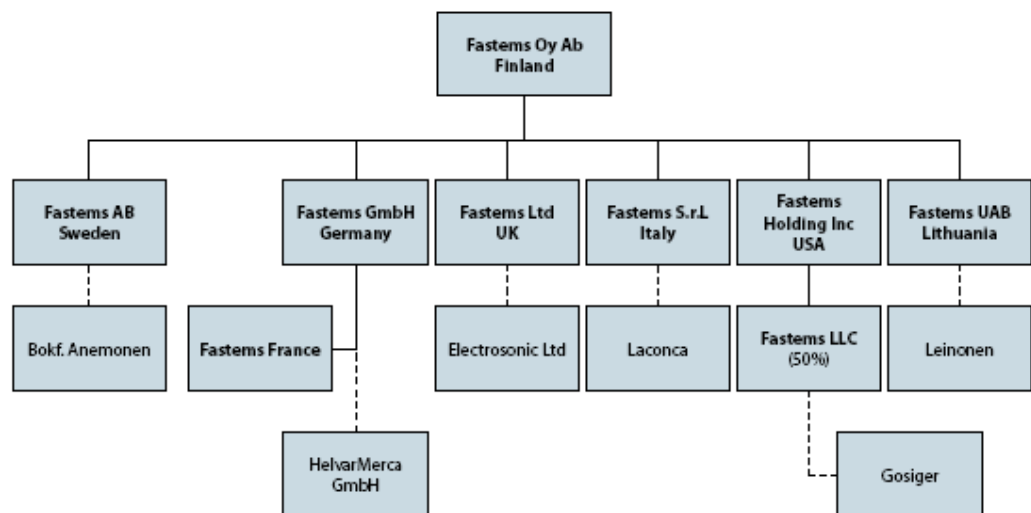 Fastems Oy Ab
Finland
Fastems AB
Sweden
Fastems GmbH
Germany
Fastems Ltd
UK
Fastems S.r.L
Italy
Fastems
Holding Inc
USA
Fastems UAB
Lithuania
Bokf. Anemonen
Fastems France
Electrosonic Ltd
Laconca
Fastems LLC
(50%)
Leinonen
HelvarMerca
GmbH
Gosiger